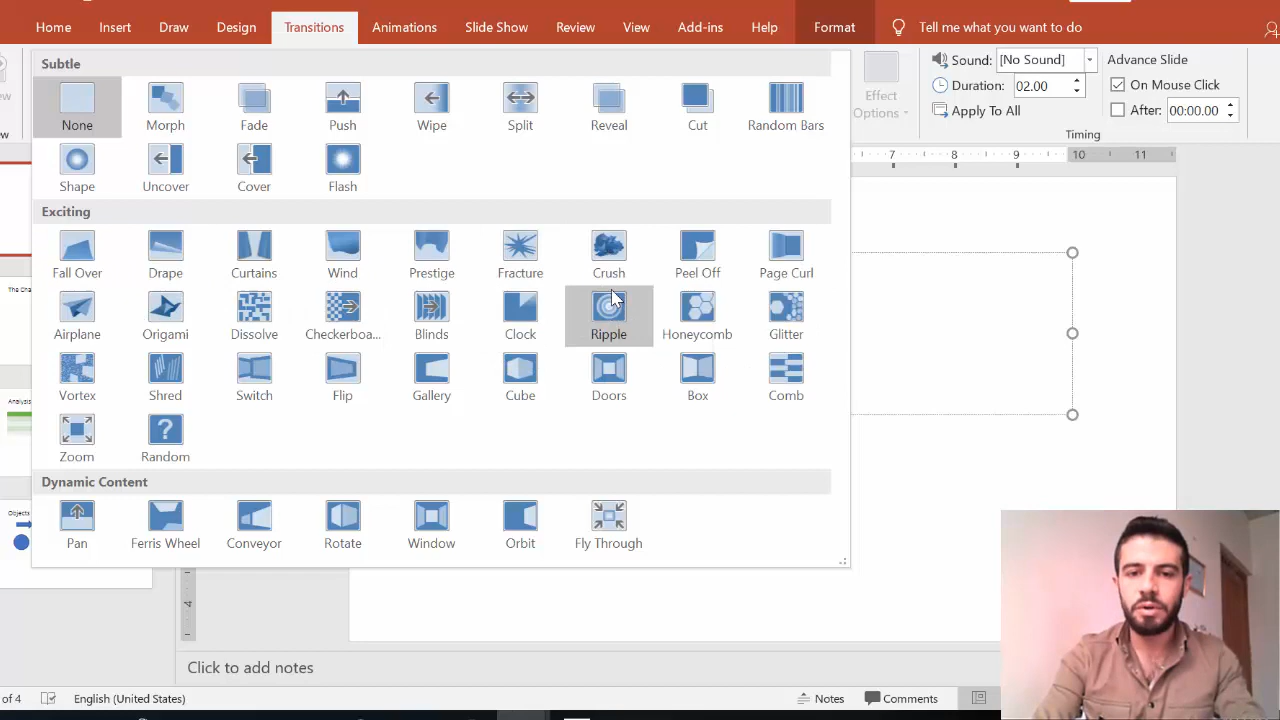 Home Insert Draw Design Transitions Animations Slide Show Review View Add-ins Help Format Tell me what you want to do
Subtle
None Morph Fade Push Wipe Split Reveal Cut Random Bars
Shape Uncover Cover Flash
Exciting
Fall Over Drape Curtains Wind Prestige Fracture Crush Peel Off Page Curl
Airplane Origami Dissolve Checkerboa... Blinds Clock Ripple Honeycomb Glitter
Vortex Shred Switch Flip Gallery Cube Doors Box Comb
Zoom Random
Dynamic Content
Pan Ferris Wheel Conveyor Rotate Window Orbit Fly Through
Effect
Options
Sound: [No Sound]
Duration: 02.00
Apply To All
Advance Slide
On Mouse Click
After: 00:00.00
Timing
7 8 9 10 11
The Cha
Analysis
Objects
4
Click to add notes
of 4 English (United States) Notes Comments